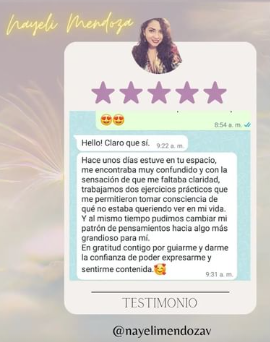 Nayeli Mendoza
8:54 a. m.
Hello! Claro que sí.
9:22 a. m.
Hace unos días estuve en tu espacio,
me encontraba muy confundido y con la
sensación de que me faltaba claridad,
trabajamos dos ejercicios prácticos que
me permitieron tomar consciencia de
qué no estaba queriendo ver en mi vida.
Y al mismo tiempo pudimos cambiar mi
patrón de pensamientos hacia algo más
grandioso para mí.
En gratitud contigo por guiarme y darme
la confianza de poder expresarme y
sentirme contenida.🥰
9:31 a. m.
TESTIMONIO
@nayelimendozav